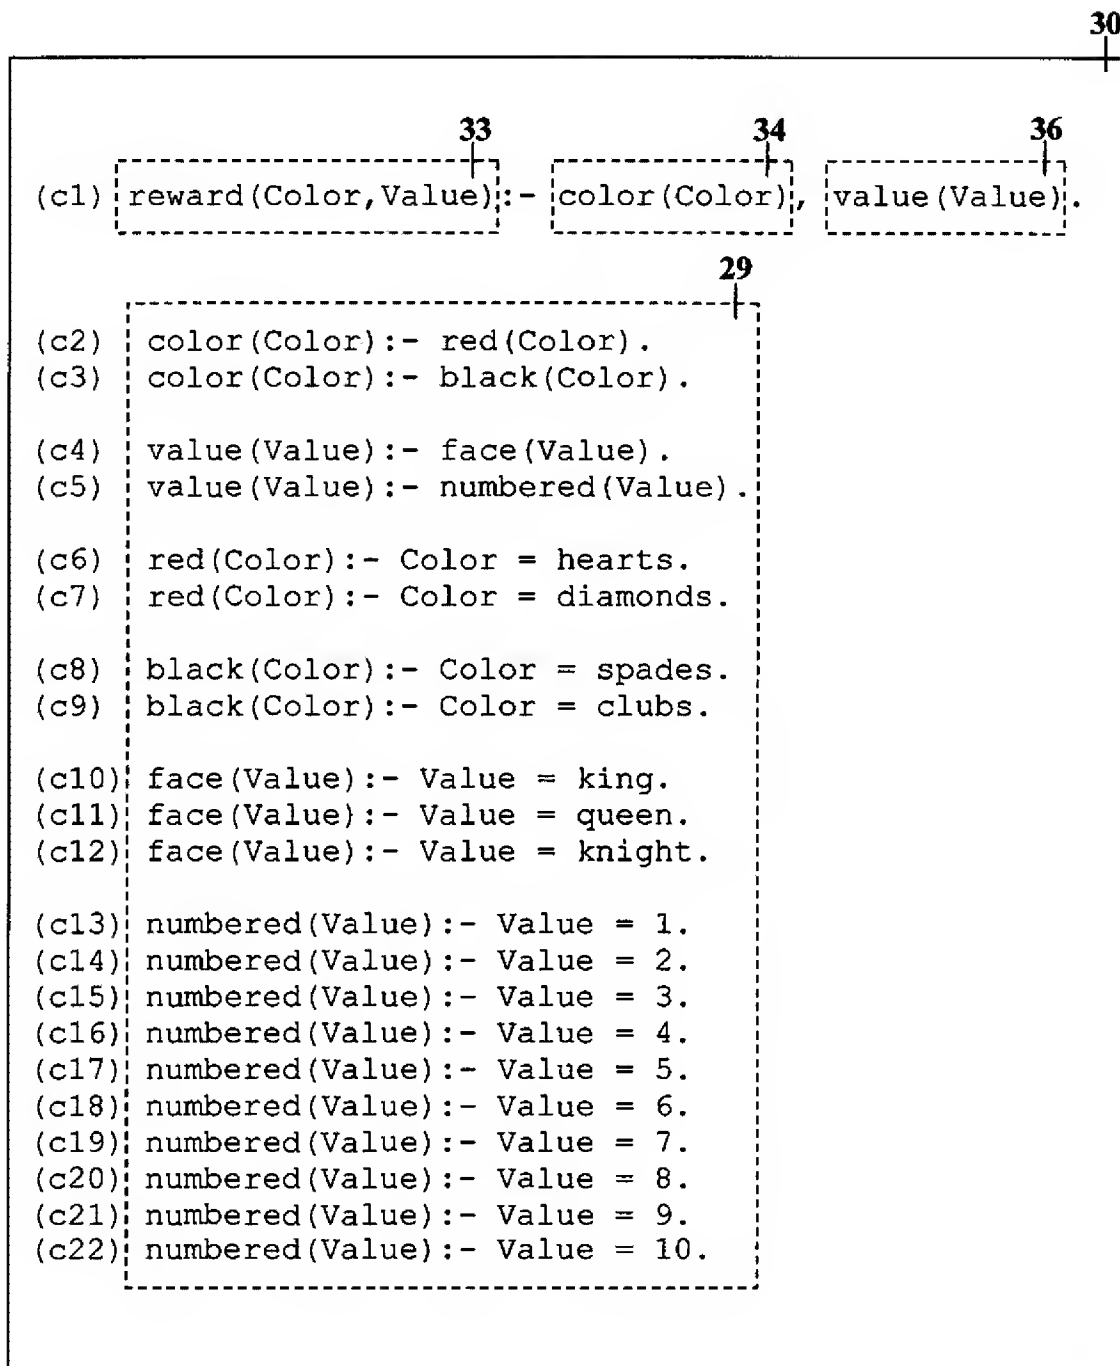 30
33 34 36
(c1) reward(Color,Value):- color(Color), value(Value).
29
(c2) color(Color):- red(Color).
(c3) color(Color):- black(Color).
(c4) value(Value):- face(Value).
(c5) value(Value):- numbered(Value).
(c6) red(Color):- Color = hearts.
(c7) red(Color):- Color = diamonds.
(c8) black(Color):- Color = spades.
(c9) black(Color):- Color = clubs.
(c10) face(Value):- Value = king.
(c11) face(Value):- Value = queen.
(c12) face(Value):- Value = knight.
(c13) numbered(Value):- Value = 1.
(c14) numbered(Value):- Value = 2.
(c15) numbered(Value):- Value = 3.
(c16) numbered(Value):- Value = 4.
(c17) numbered(Value):- Value = 5.
(c18) numbered(Value):- Value = 6.
(c19) numbered(Value):- Value = 7.
(c20) numbered(Value):- Value = 8.
(c21) numbered(Value):- Value = 9.
(c22) numbered(Value):- Value = 10.